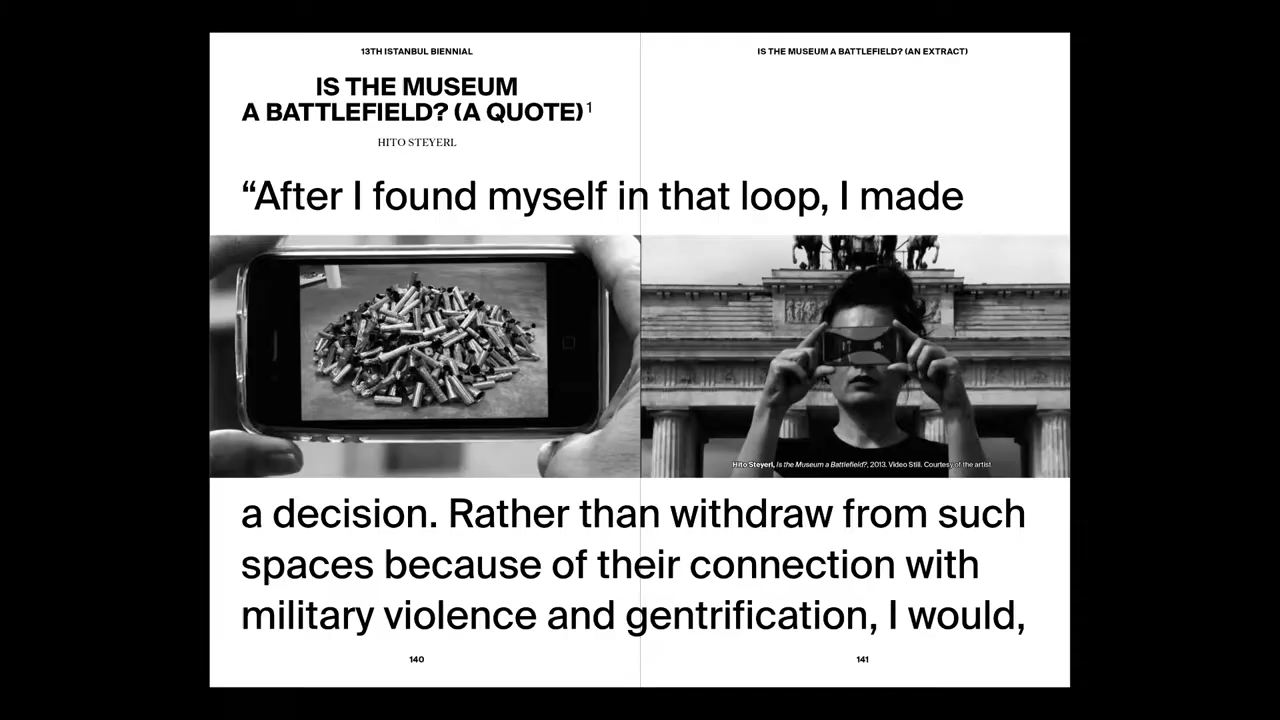 13TH ISTANBUL BIENNIAL
IS THE MUSEUM A BATTLEFIELD? (AN EXTRACT)
IS THE MUSEUM
A BATTLEFIELD? (A QUOTE)1
HITO STEYERL
“After I found myself in that loop, I made
Hito Steyerl, Is the Museum a Battlefield?, 2013. Video Still. Courtesy of the artist
a decision. Rather than withdraw from such
spaces because of their connection with
military violence and gentrification, I would,
140
141